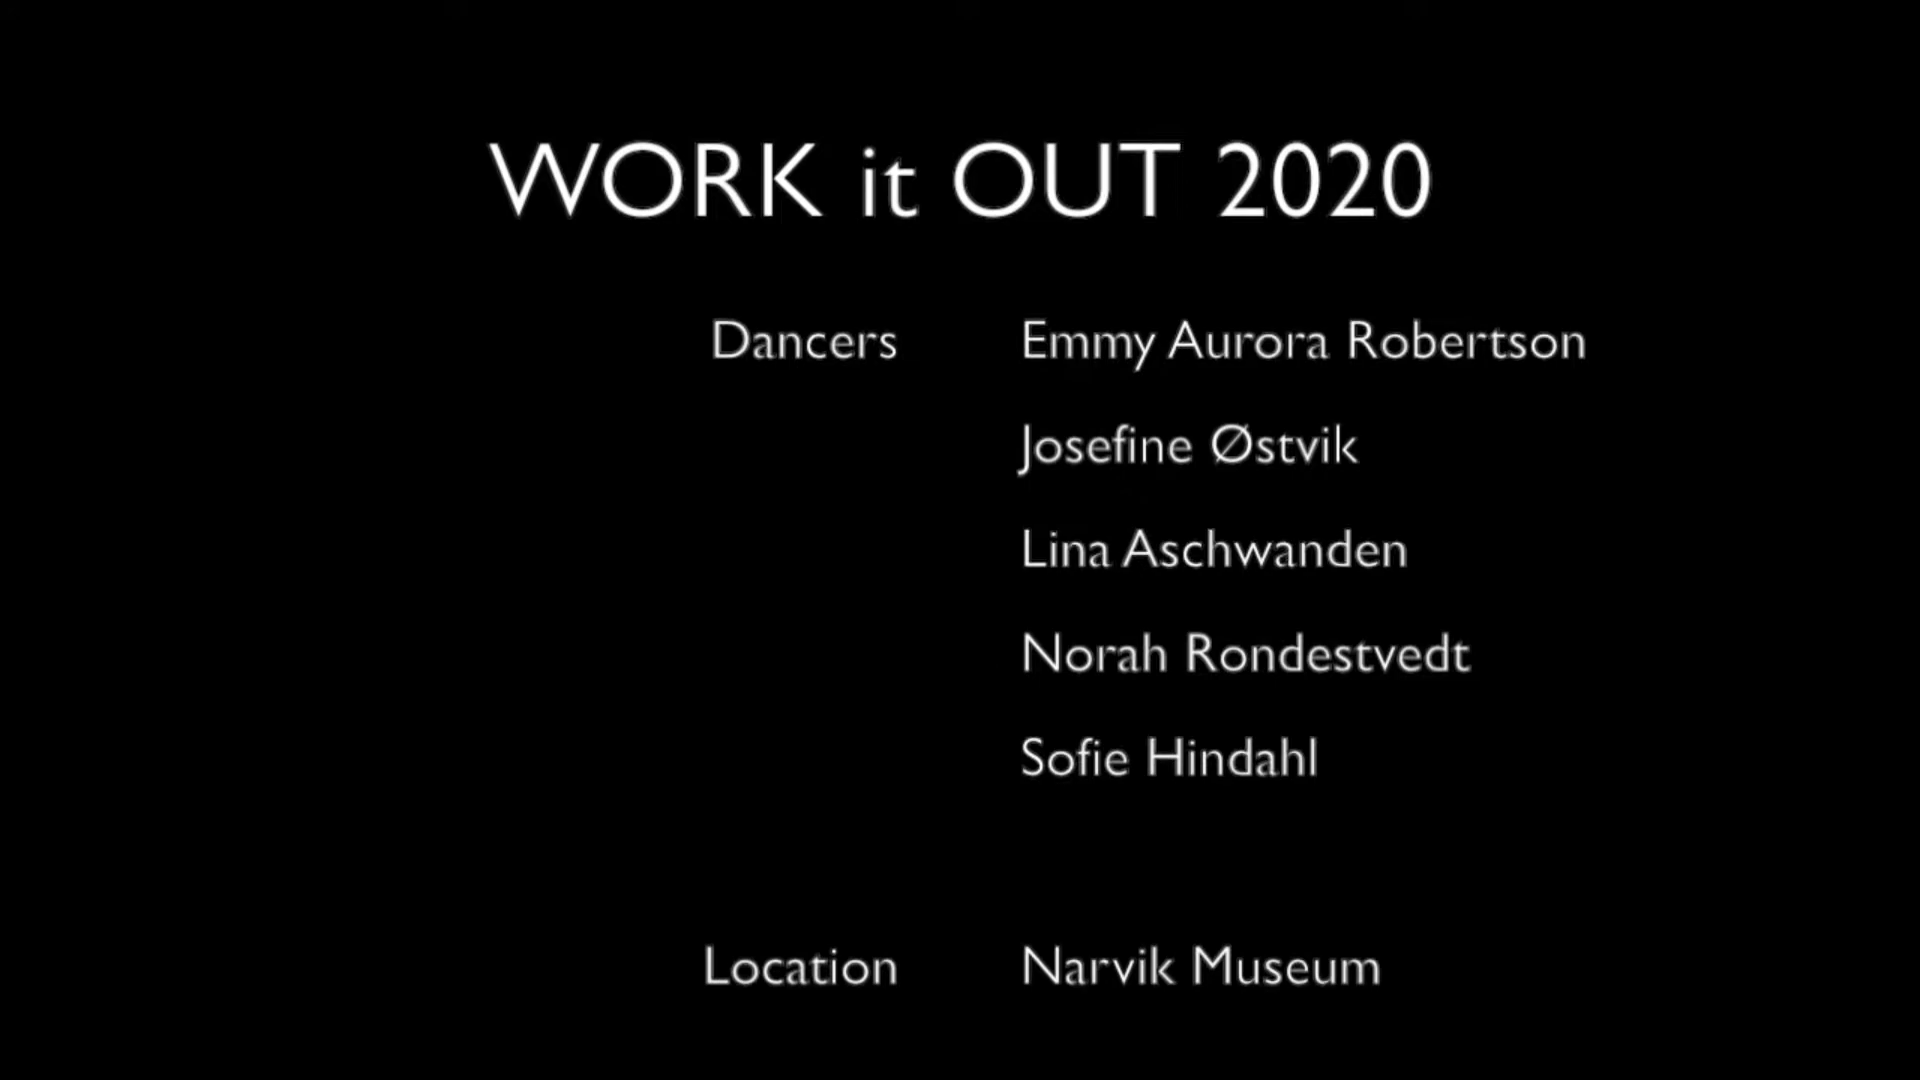 WORK it OUT 2020
Dancers Emmy Aurora Robertson
Josefine Østvik
Lina Aschwanden
Norah Rondestvedt
Sofie Hindahl
Location Narvik Museum